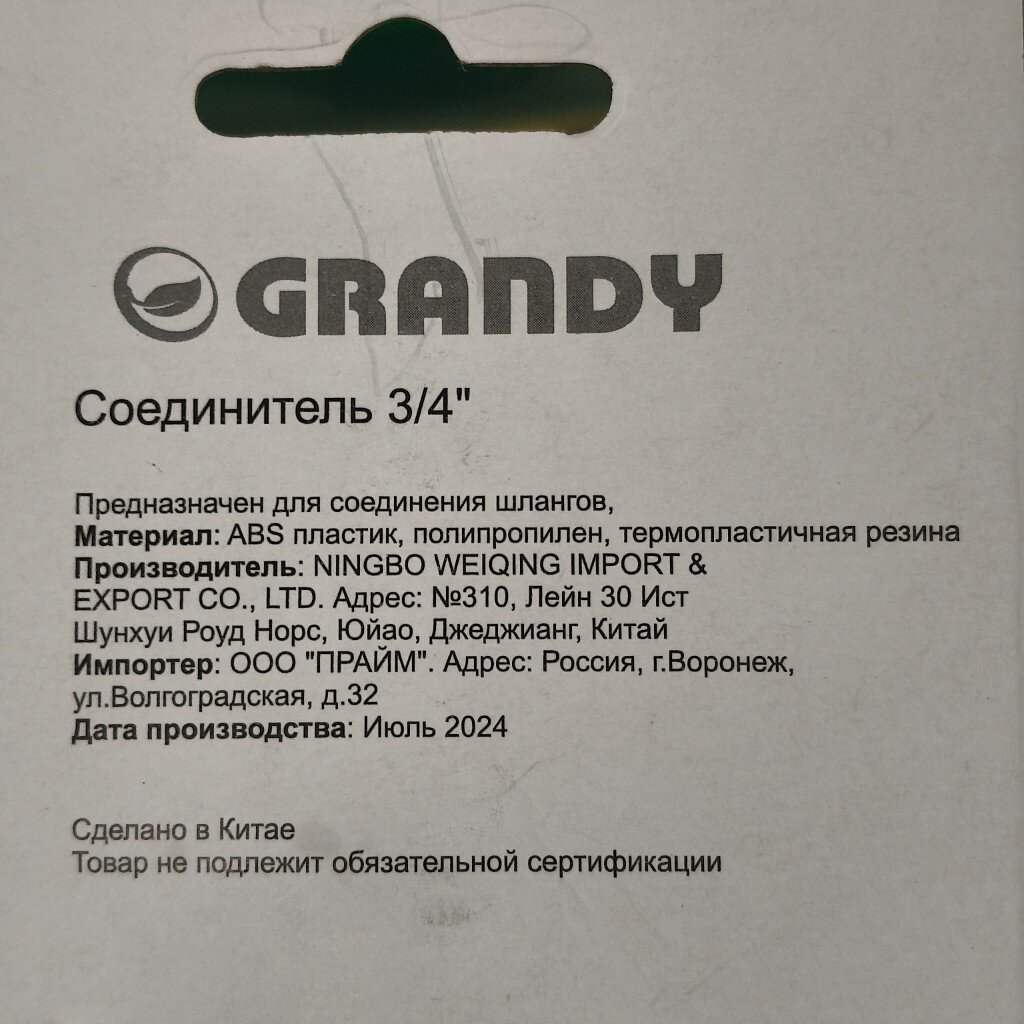 GRANDY
Соединитель 3/4"
Предназначен для соединения шлангов,
Материал: ABS пластик, полипропилен, термопластичная резина
Производитель: NINGBO WEIQING IMPORT &
EXPORT CO., LTD. Адрес: №310, Лейн 30 Ист
Шунхуи Роуд Норс, Юйао, Джеджианг, Китай
Импортер: ООО "ПРАЙМ". Адрес: Россия, г.Воронеж,
ул.Волгоградская, д.32
Дата производства: Июль 2024
Сделано в Китае
Товар не подлежит обязательной сертификации